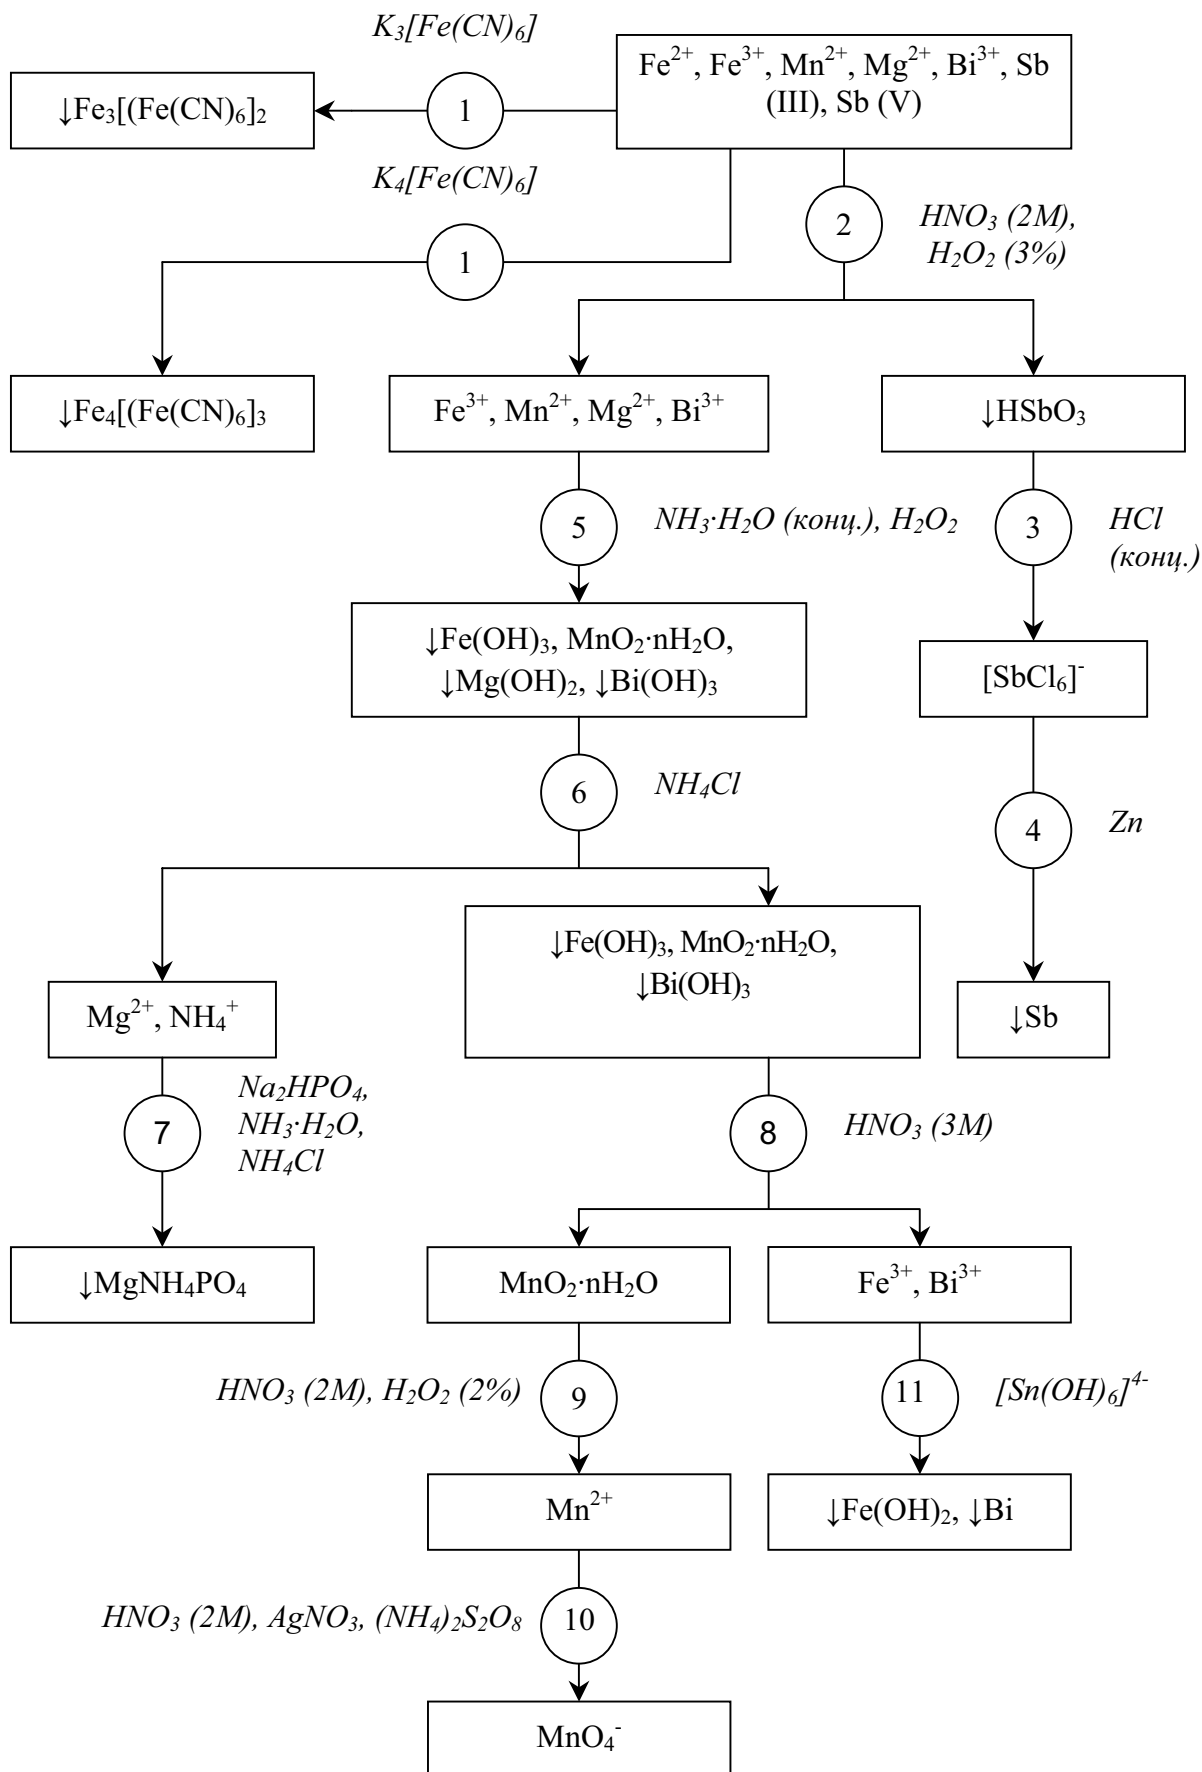 K₃[Fe(CN)₆]
Fe²⁺, Fe³⁺, Mn²⁺, Mg²⁺, Bi³⁺, Sb
(III), Sb (V)
↓Fe₃[(Fe(CN)₆]₂
1
K₄[Fe(CN)₆]
2
HNO₃ (2M),
H₂O₂ (3%)
1
↓Fe₄[(Fe(CN)₆]₃
Fe³⁺, Mn²⁺, Mg²⁺, Bi³⁺
↓HSbO₃
5
NH₃·H₂O (конц.), H₂O₂
3
HCl
(конц.)
↓Fe(OH)₃, MnO₂·nH₂O,
↓Mg(OH)₂, ↓Bi(OH)₃
[SbCl₆]⁻
6
NH₄Cl
4
Zn
↓Fe(OH)₃, MnO₂·nH₂O,
↓Bi(OH)₃
Mg²⁺, NH₄⁺
↓Sb
7
Na₂HPO₄,
NH₃·H₂O,
NH₄Cl
8
HNO₃ (3M)
↓MgNH₄PO₄
MnO₂·nH₂O
Fe³⁺, Bi³⁺
HNO₃ (2M), H₂O₂ (2%)
9
11
[Sn(OH)₆]⁴⁻
Mn²⁺
↓Fe(OH)₂, ↓Bi
HNO₃ (2M), AgNO₃, (NH₄)₂S₂O₈
10
MnO₄⁻